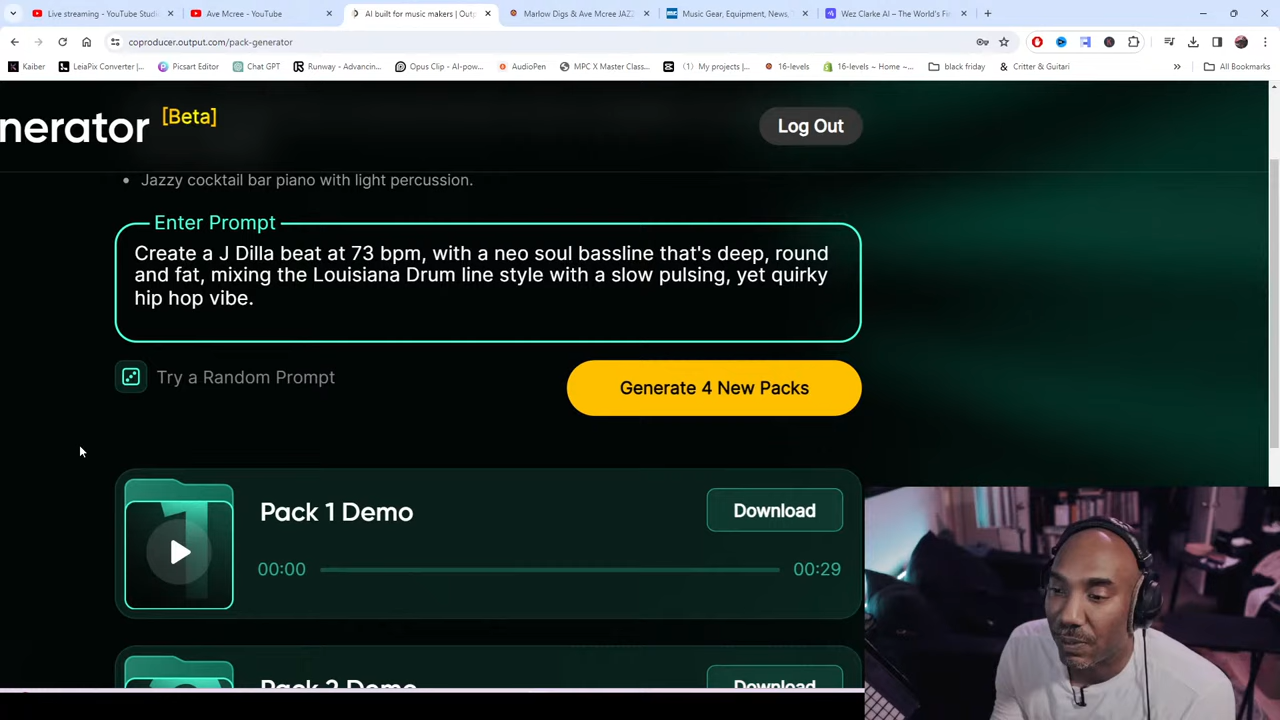 Live streaming - YouTube Studi
Ave Mcree - YouTube
AI built for music makers | Outp
Marlow Digs & Ave Mcree JAZZ
Music Gear, Equipment, News, T
Wez Clarke AI – The World's Fi
coproducer.output.com/pack-generator
Kaiber
LeiaPix Converter |...
Picsart Editor
Chat GPT
Runway - Advancin...
Opus Clip - AI-pow...
AudioPen
MPC X Master Class...
(1) My projects |...
16-levels
16-levels ~ Home ~...
black friday
Critter & Guitari
All Bookmarks
nerator [Beta]
Log Out
Jazzy cocktail bar piano with light percussion.
Enter Prompt
Create a J Dilla beat at 73 bpm, with a neo soul bassline that's deep, round
and fat, mixing the Louisiana Drum line style with a slow pulsing, yet quirky
hip hop vibe.
Try a Random Prompt
Generate 4 New Packs
Pack 1 Demo
Download
00:00
00:29
Pack 2 Demo
Download